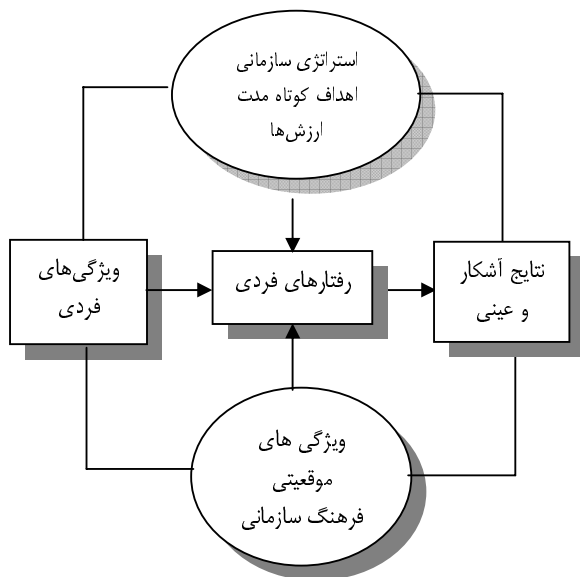 استراتژی سازمانی
اهداف کوتاه مدت
ارزش‌ها
نتایج آشکار
و عینی
رفتارهای فردی
ویژگی‌های
فردی
ویژگی های
موقعیتی
فرهنگ سازمانی